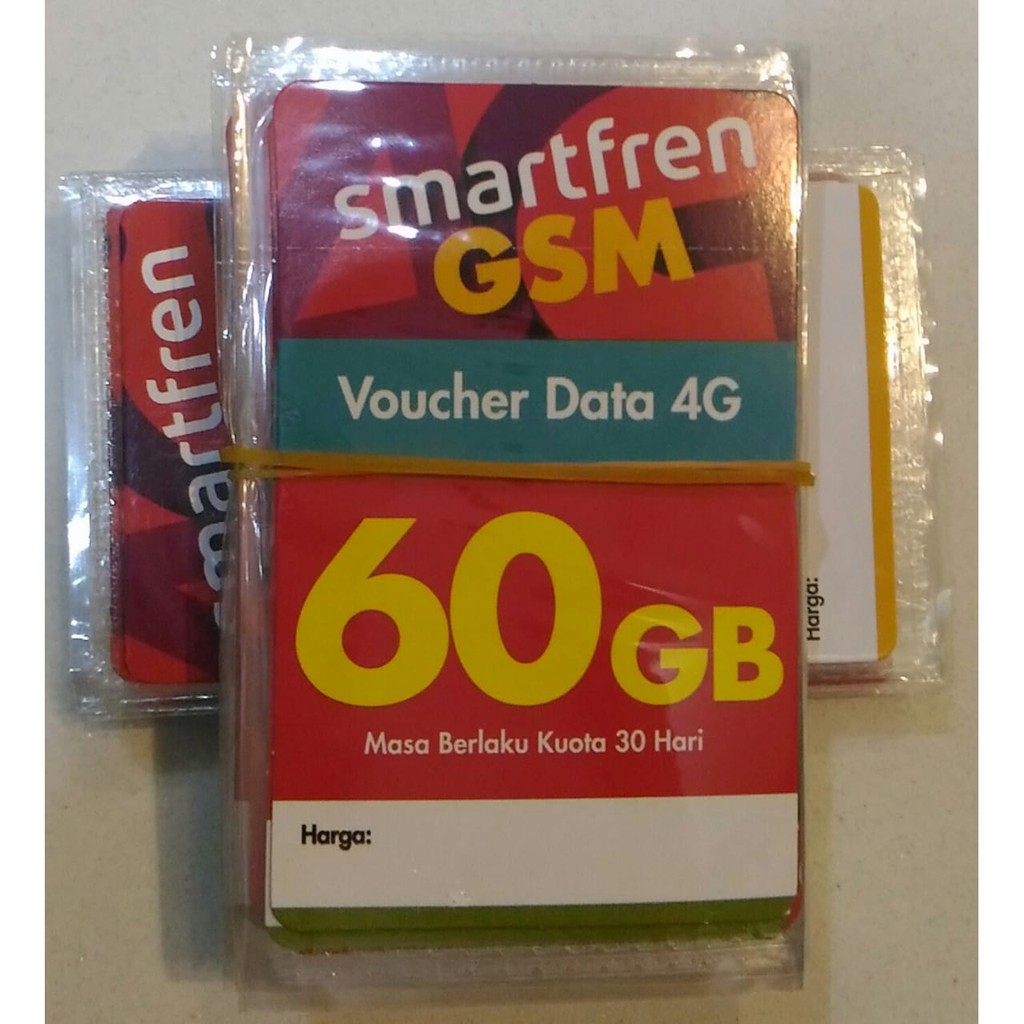 smartfren
GSM
Voucher Data 4G
60GB
Masa Berlaku Kuota 30 Hari
Harga:
smartfren
Harga: